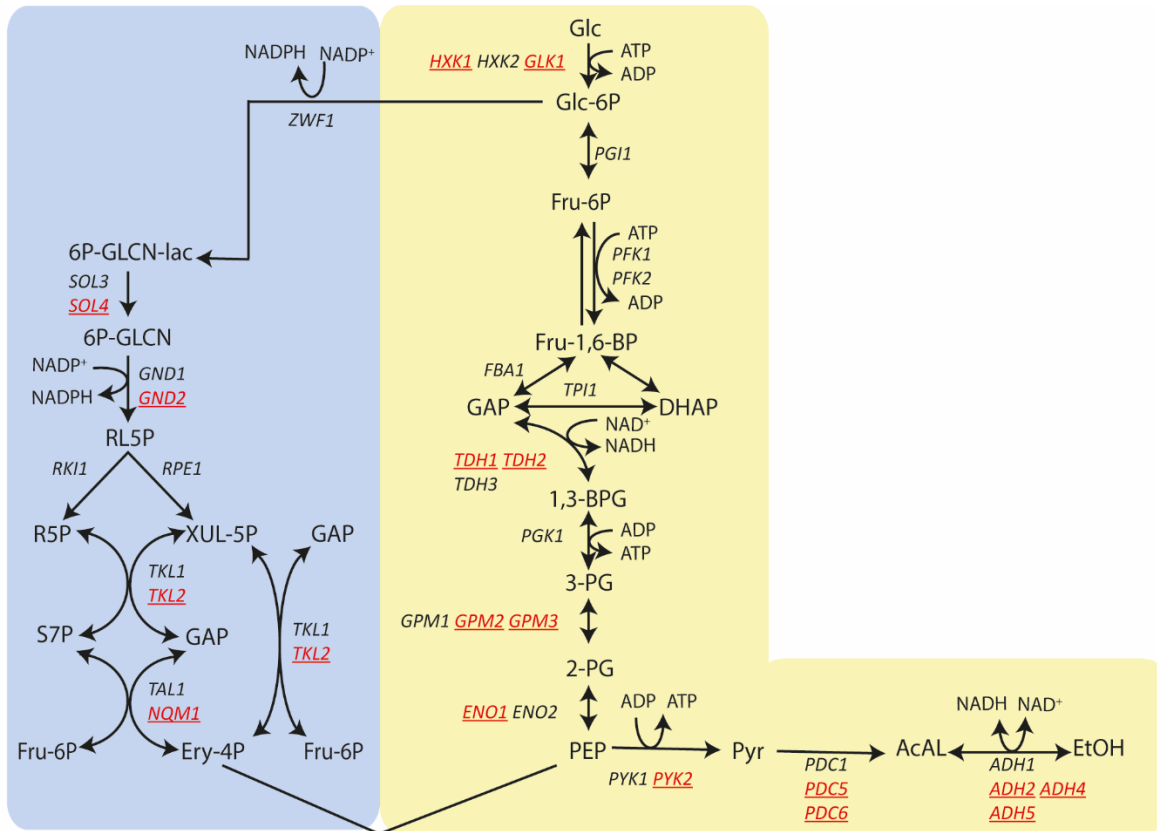 Glc
HXK1 HXK2 GLK1
ATP
ADP
Glc-6P
NADPH NADP+
ZWF1
PGI1
Fru-6P
ATP
PFK1
PFK2
ADP
Fru-1,6-BP
FBA1
TPI1
GAP
DHAP
NAD+
NADH
TDH1 TDH2
TDH3
1,3-BPG
PGK1
ADP
ATP
3-PG
GPM1 GPM2 GPM3
2-PG
ENO1 ENO2
ADP ATP
PEP
PYK1 PYK2
Pyr
PDC1
PDC5
PDC6
AcAL
NADH NAD+
ADH1
ADH2 ADH4
ADH5
EtOH
6P-GLCN-lac
SOL3
SOL4
6P-GLCN
NADP+
NADPH
GND1
GND2
RL5P
RKI1
RPE1
R5P
XUL-5P
GAP
TKL1
TKL2
S7P
GAP
TKL1
TKL2
TAL1
NQM1
Fru-6P
Ery-4P
Fru-6P